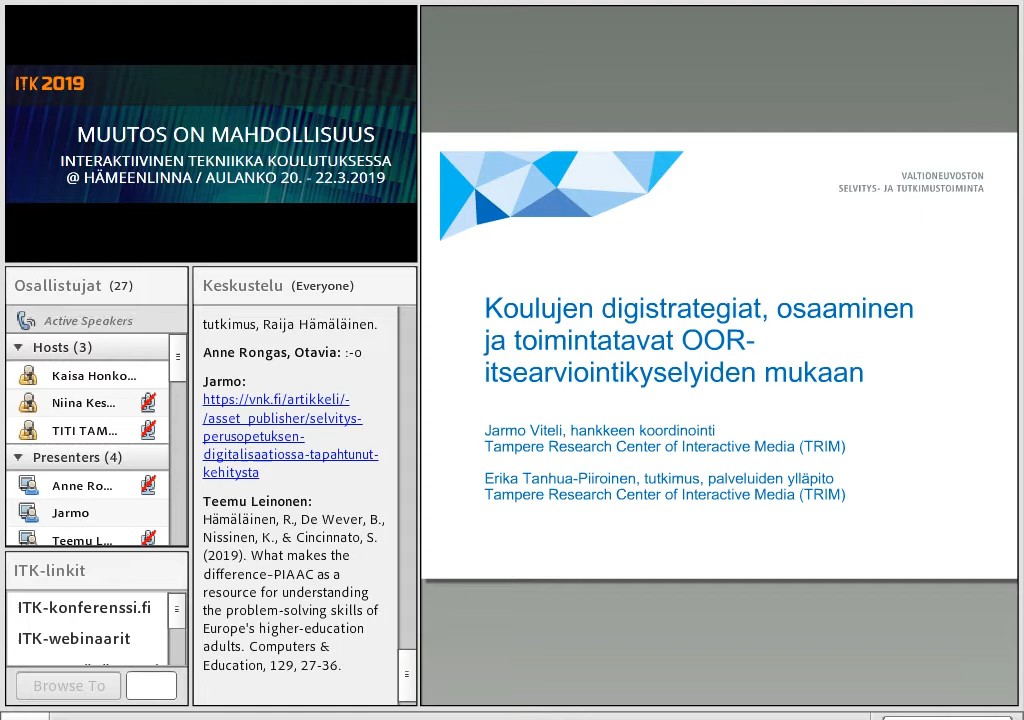 ITK 2019
MUUTOS ON MAHDOLLISUUS
INTERAKTIIVINEN TEKNIIKKA KOULUTUKSESSA
@ HÄMEENLINNA / AULANKO 20. - 22.3.2019
Osallistujat (27)
Active Speakers
Hosts (3)
Kaisa Honko...
Niina Kes...
TITI TAM...
Presenters (4)
Anne Ro...
Jarmo
Teemu L...
ITK-linkit
ITK-konferenssi.fi
ITK-webinaarit
Browse To
Keskustelu (Everyone)
tutkimus, Raija Hämäläinen.
Anne Rongas, Otavia: :-o
Jarmo:
https://vnk.fi/artikkeli/-
/asset_publisher/selvitys-
perusopetuksen-
digitalisaatiossa-tapahtunut-
kehitysta
Teemu Leinonen:
Hämäläinen, R., De Wever, B.,
Nissinen, K., & Cincinnato, S.
(2019). What makes the
difference–PIAAC as a
resource for understanding
the problem-solving skills of
Europe's higher-education
adults. Computers &
Education, 129, 27-36.
VALTIONEUVOSTON
SELVITYS- JA TUTKIMUSTOIMINTA
Koulujen digistrategiat, osaaminen
ja toimintatavat OOR-
itsearviointikyselyiden mukaan
Jarmo Viteli, hankkeen koordinointi
Tampere Research Center of Interactive Media (TRIM)
Erika Tanhua-Piiroinen, tutkimus, palveluiden ylläpito
Tampere Research Center of Interactive Media (TRIM)